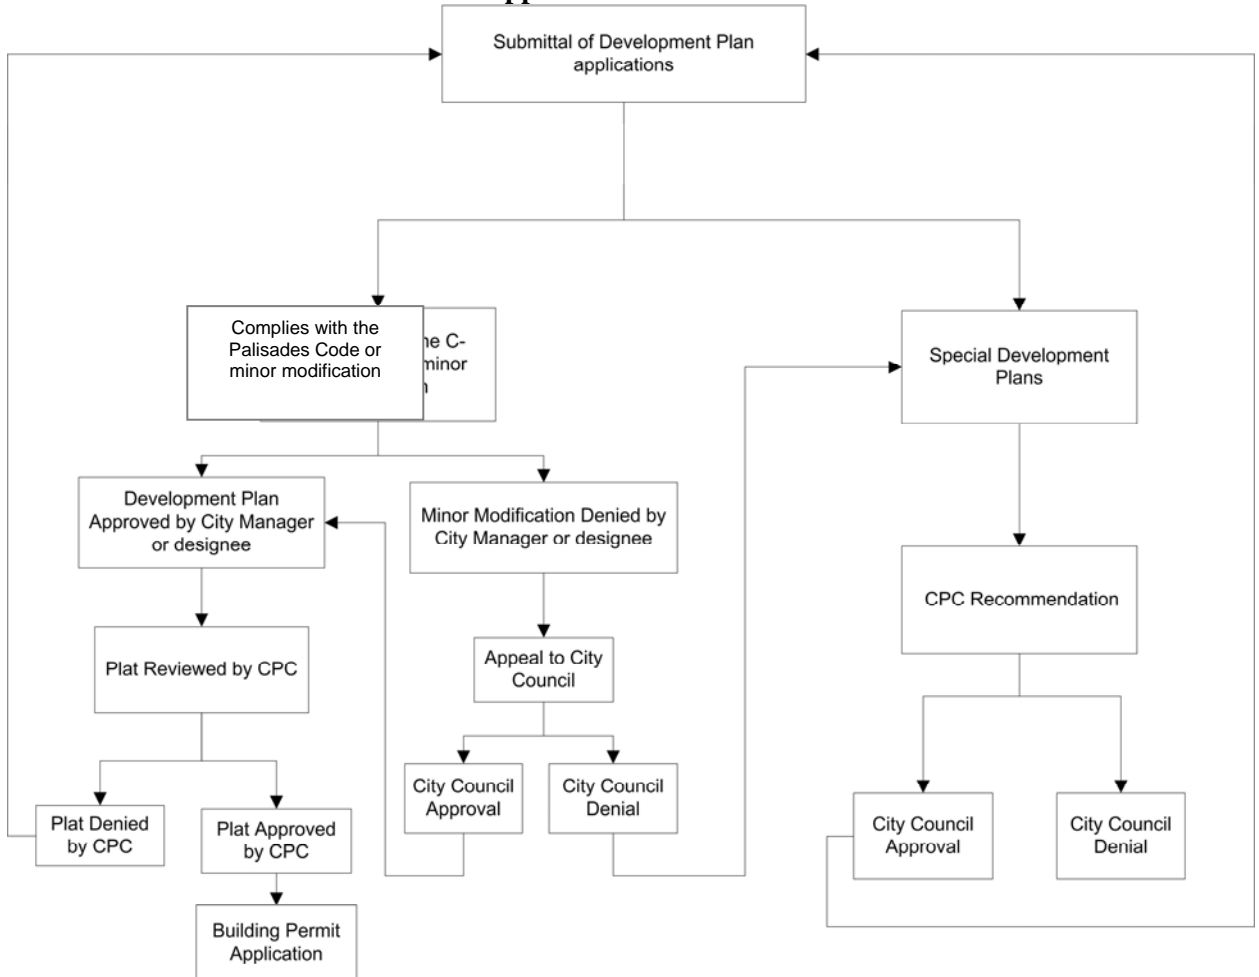 Submittal of Development Plan
applications
Complies with the
Palisades Code or
minor modification
C-
minor
Special Development
Plans
Development Plan
Approved by City Manager
or designee
Minor Modification Denied by
City Manager or designee
CPC Recommendation
Plat Reviewed by CPC
Appeal to City
Council
City Council
Approval
City Council
Denial
Plat Denied
by CPC
Plat Approved
by CPC
City Council
Approval
City Council
Denial
Building Permit
Application